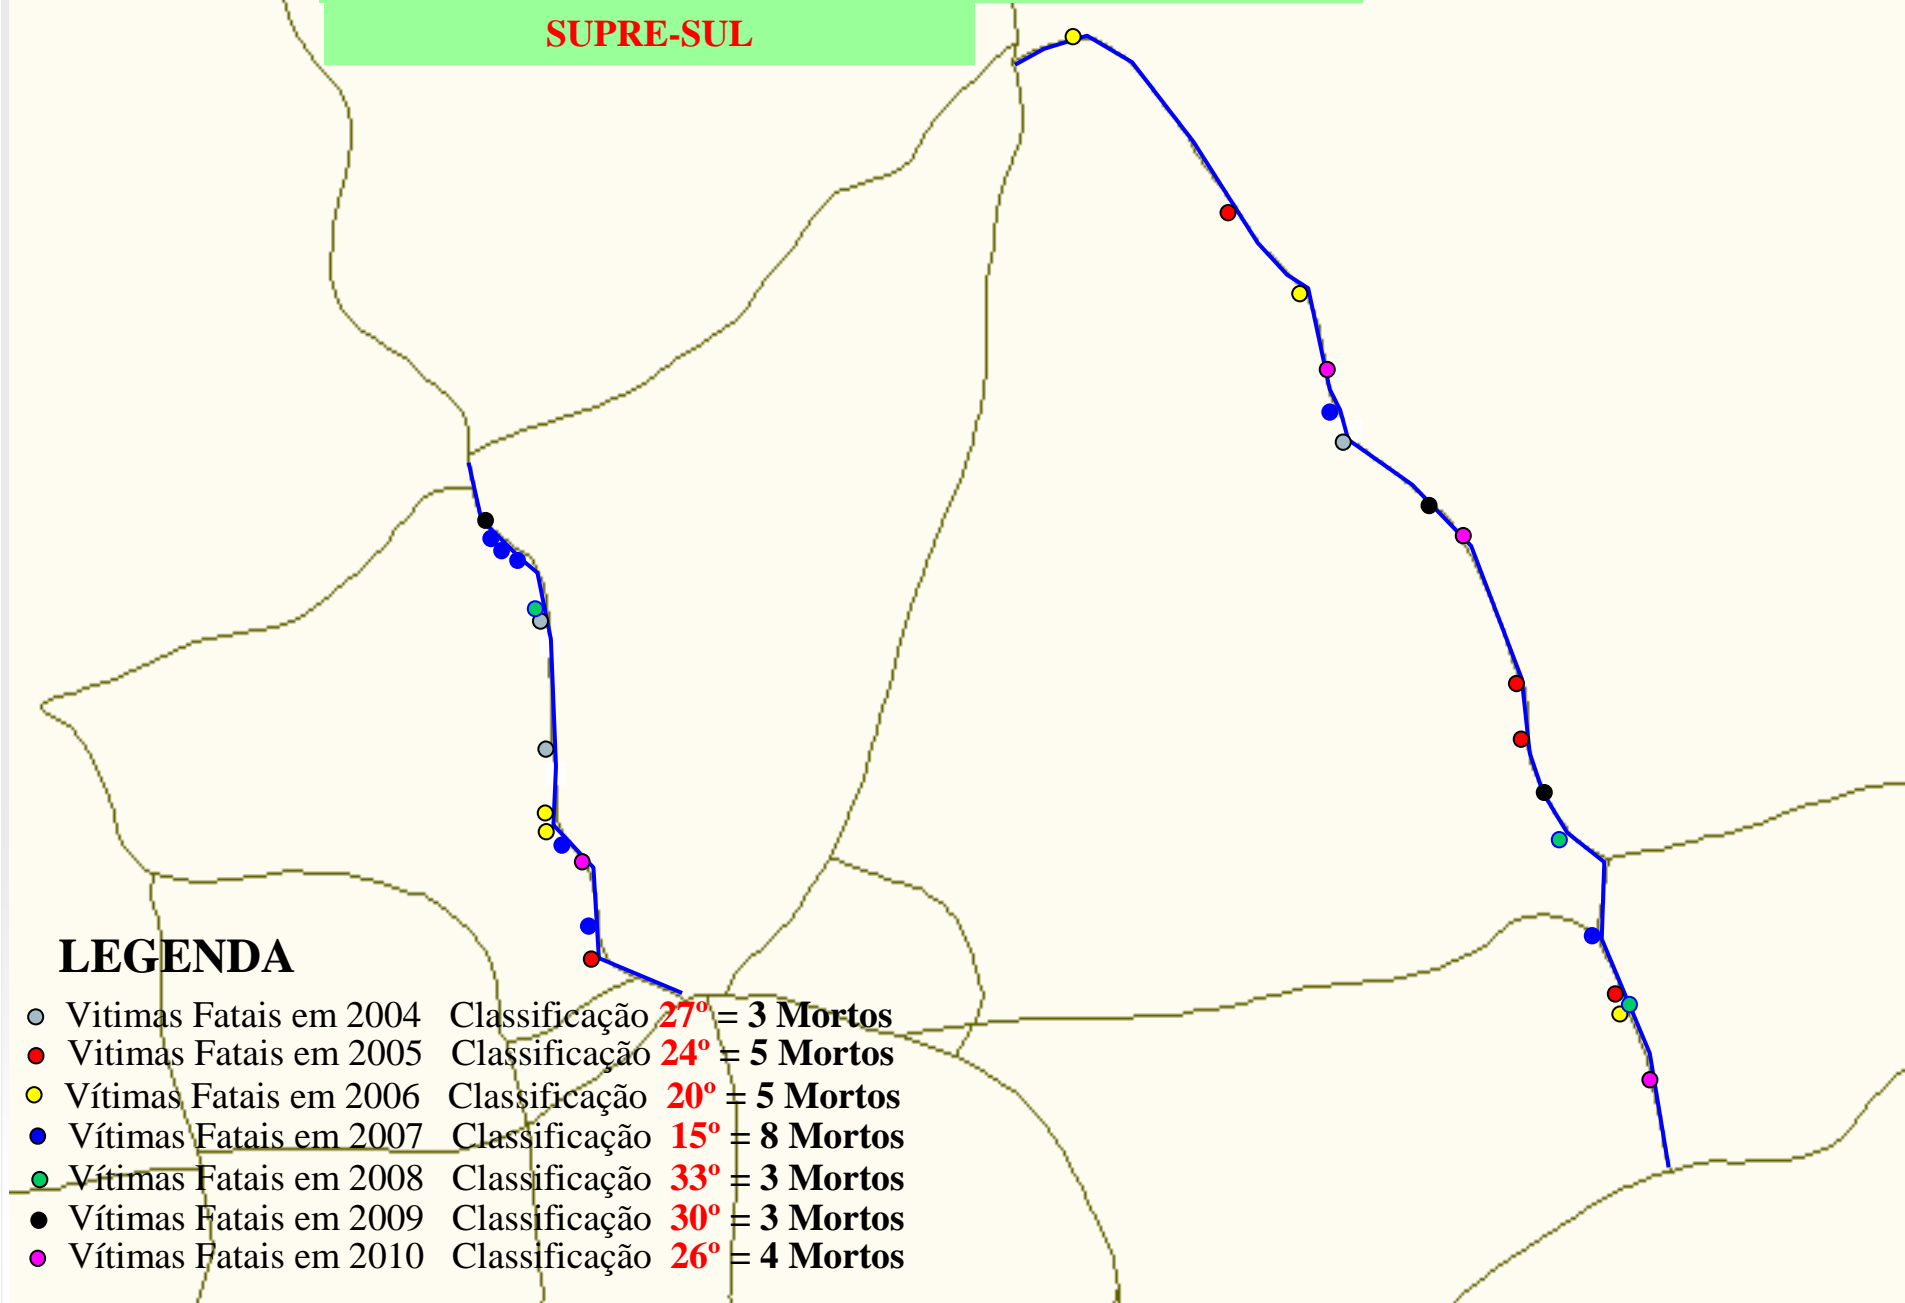 SUPRE-SUL
LEGENDA
Vitimas Fatais em 2004 Classificação 27º = 3 Mortos
Vitimas Fatais em 2005 Classificação 24º = 5 Mortos
Vítimas Fatais em 2006 Classificação 20º = 5 Mortos
Vítimas Fatais em 2007 Classificação 15º = 8 Mortos
Vítimas Fatais em 2008 Classificação 33º = 3 Mortos
Vítimas Fatais em 2009 Classificação 30º = 3 Mortos
Vítimas Fatais em 2010 Classificação 26º = 4 Mortos